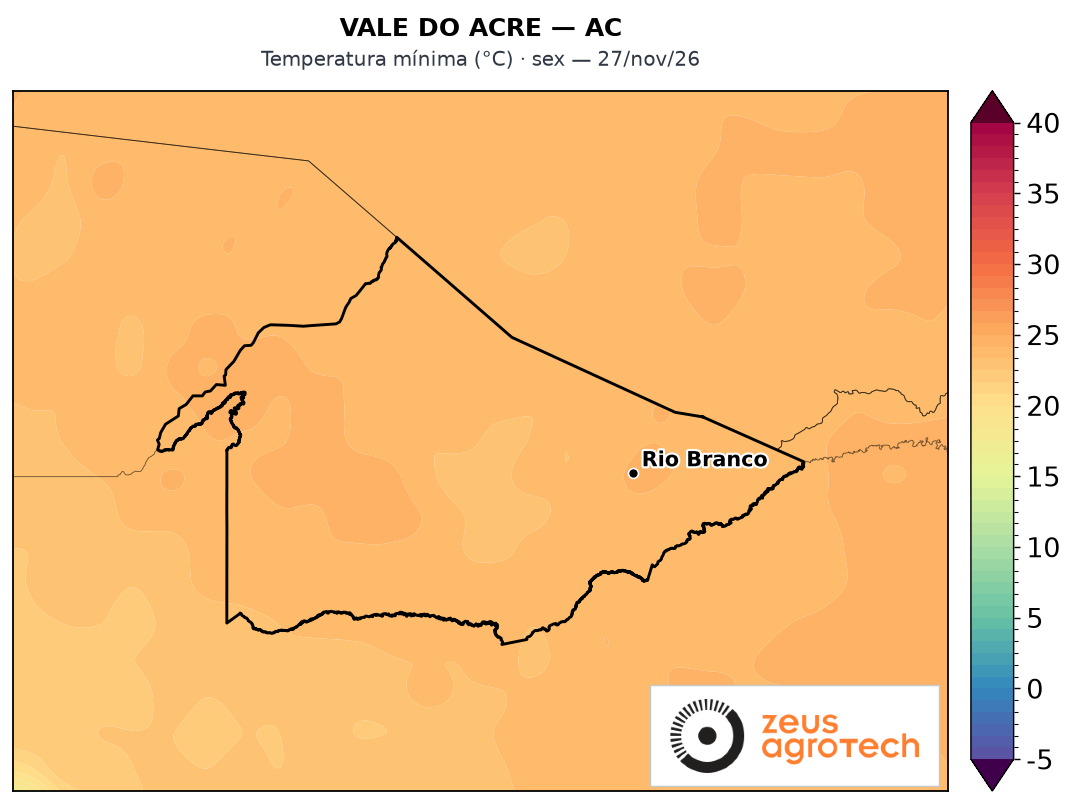 VALE DO ACRE — AC
Temperatura mínima (°C) · sex — 27/nov/26
40
35
30
25
20
15
10
5
0
-5
Rio Branco
zeus
agrotech